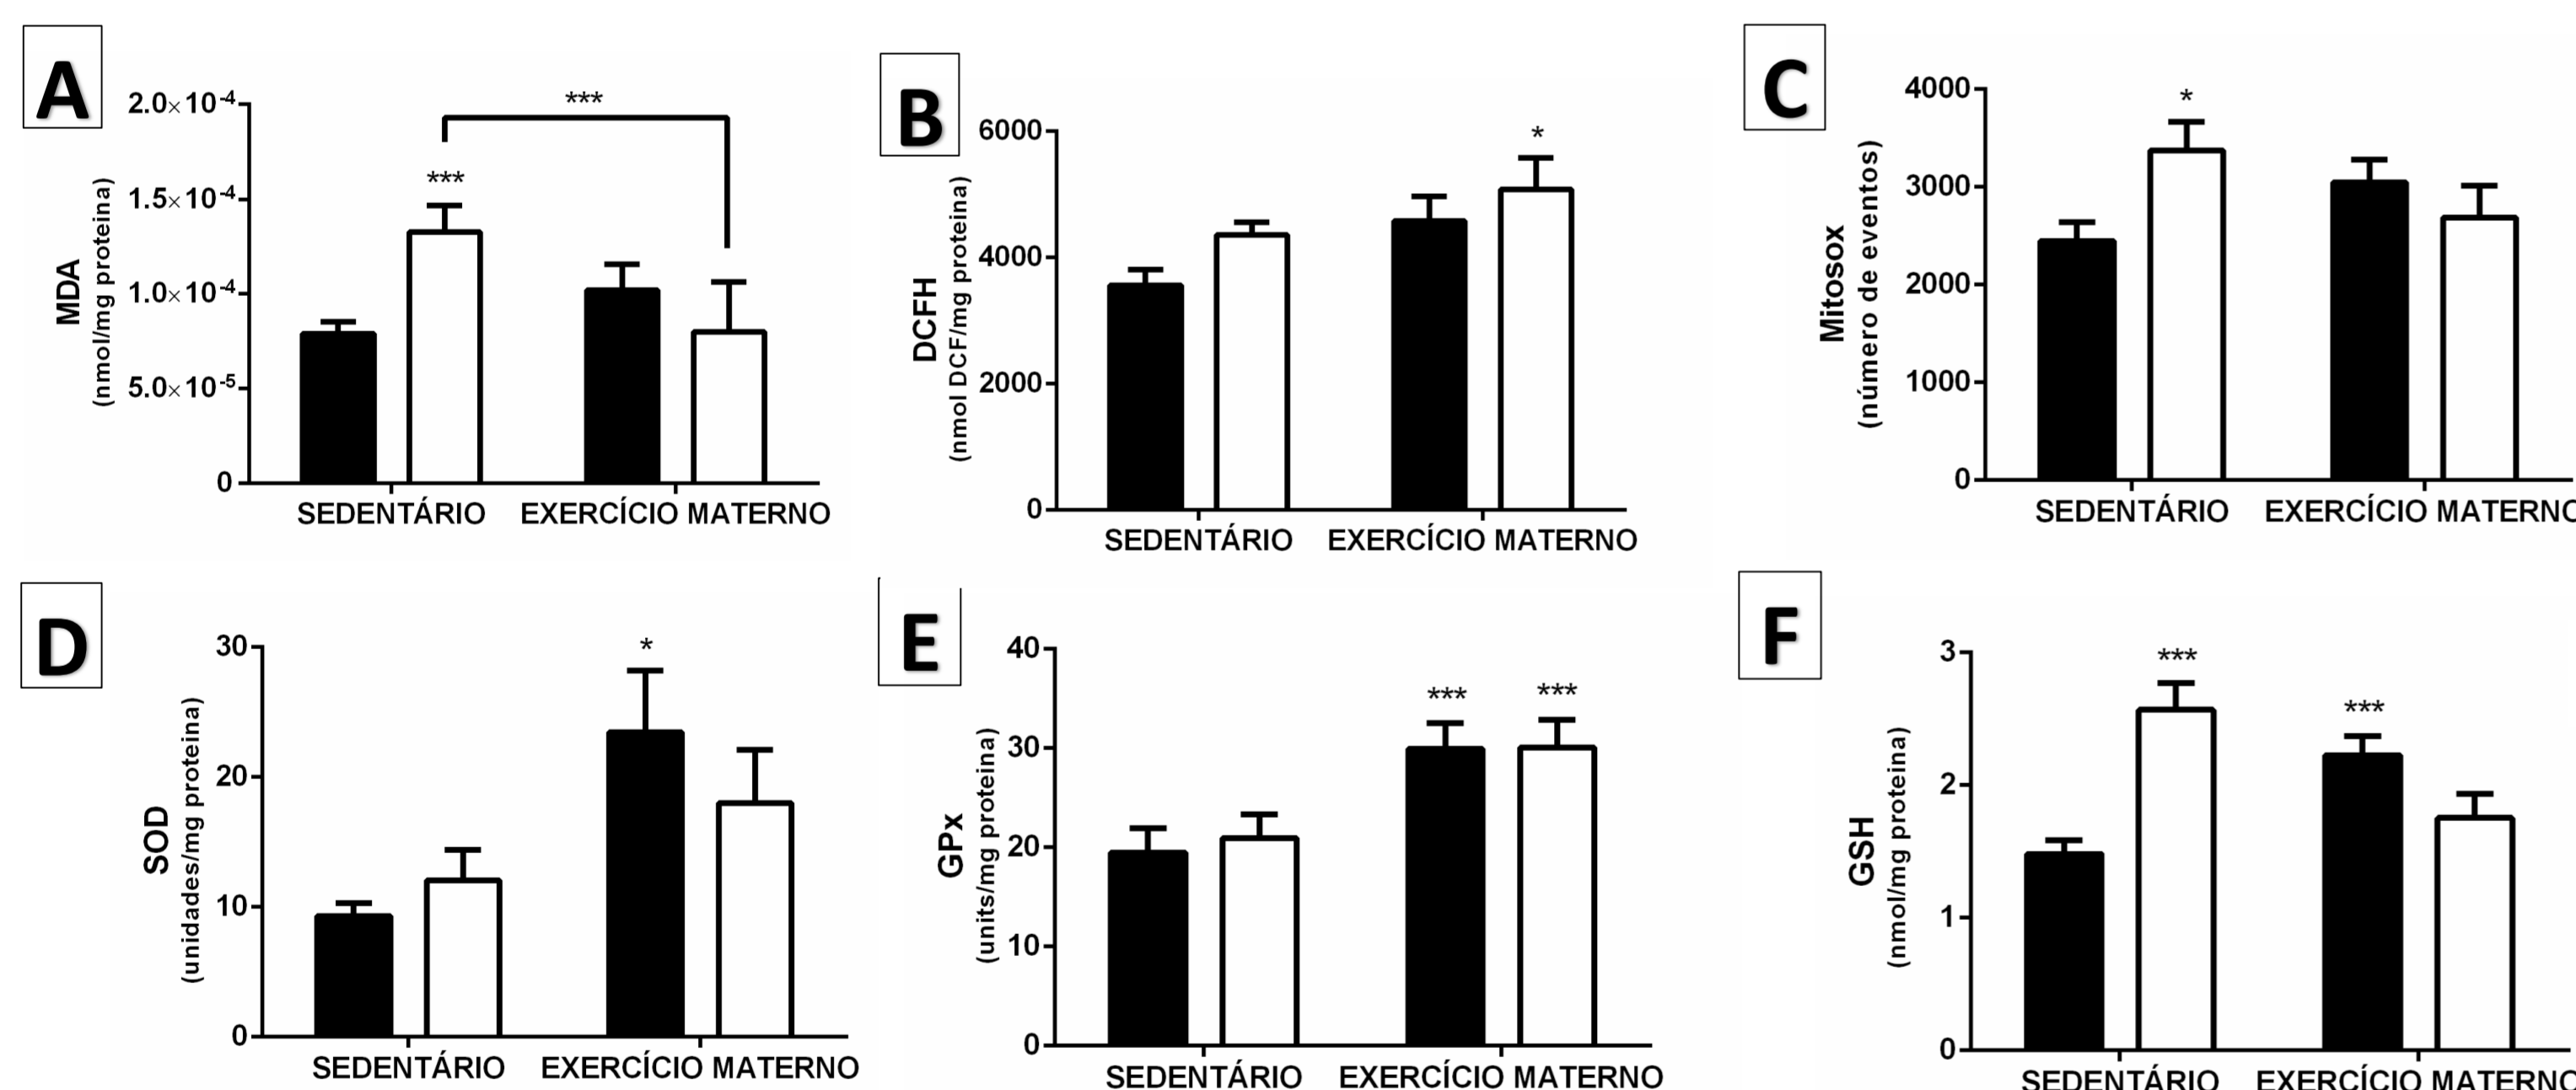 A
MDA
(nmol/mg proteina)
2.0×10⁻⁴
1.5×10⁻⁴
1.0×10⁻⁴
5.0×10⁻⁵
0
***
***
SEDENTÁRIO
EXERCÍCIO MATERNO
B
DCFH
(nmol DCF/mg proteina)
6000
4000
2000
0
*
SEDENTÁRIO
EXERCÍCIO MATERNO
C
Mitosox
(número de eventos)
4000
3000
2000
1000
0
*
SEDENTÁRIO
EXERCÍCIO MATERNO
D
SOD
(unidades/mg proteina)
30
20
10
0
*
SEDENTÁRIO
EXERCÍCIO MATERNO
E
GPx
(units/mg proteina)
40
30
20
10
0
***
***
SEDENTÁRIO
EXERCÍCIO MATERNO
F
GSH
(nmol/mg proteina)
3
2
1
0
***
***
SEDENTÁRIO
EXERCÍCIO MATERNO